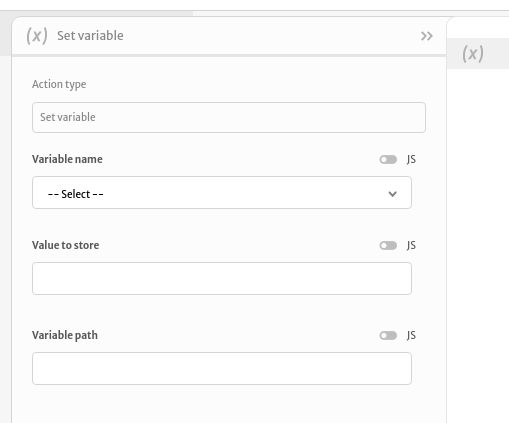 (x) Set variable
(x)
Action type
Set variable
Variable name JS
-- Select --
Value to store JS
Variable path JS